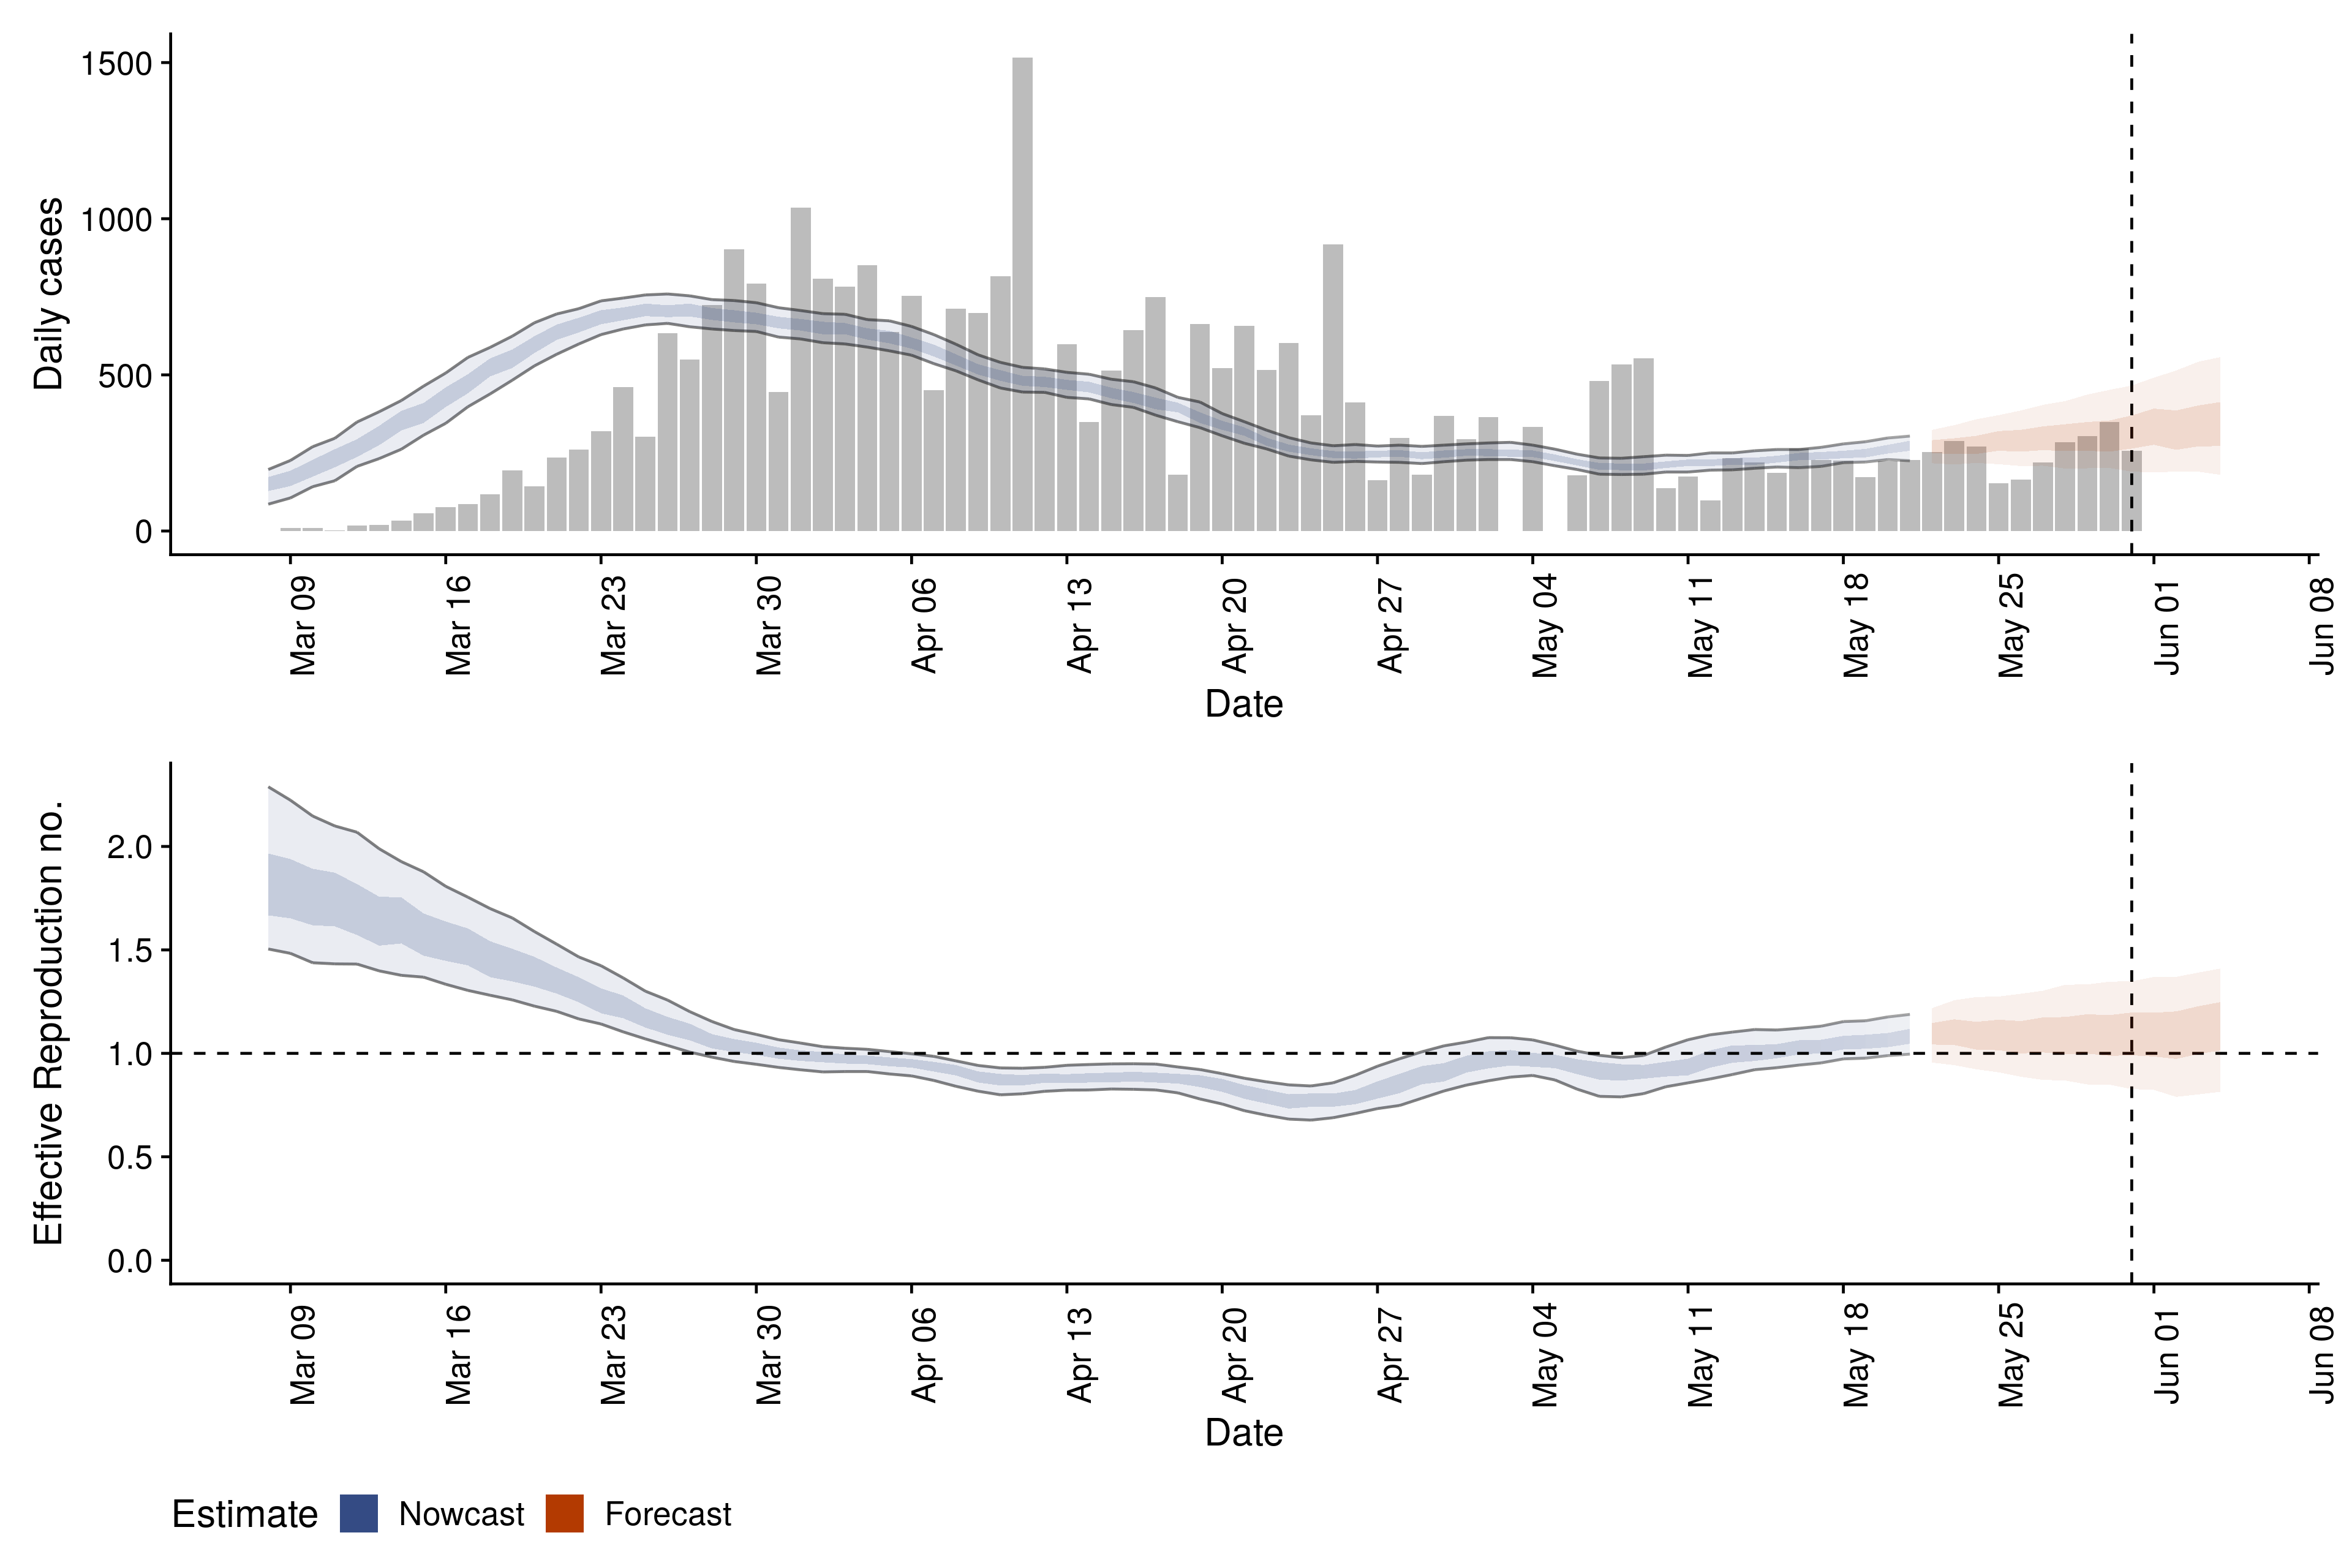 1500
1000
500
0
Daily cases
Mar 09
Mar 16
Mar 23
Mar 30
Apr 06
Apr 13
Apr 20
Apr 27
May 04
May 11
May 18
May 25
Jun 01
Jun 08
Date
2.0
1.5
1.0
0.5
0.0
Effective Reproduction no.
Mar 09
Mar 16
Mar 23
Mar 30
Apr 06
Apr 13
Apr 20
Apr 27
May 04
May 11
May 18
May 25
Jun 01
Jun 08
Date
Estimate Nowcast Forecast